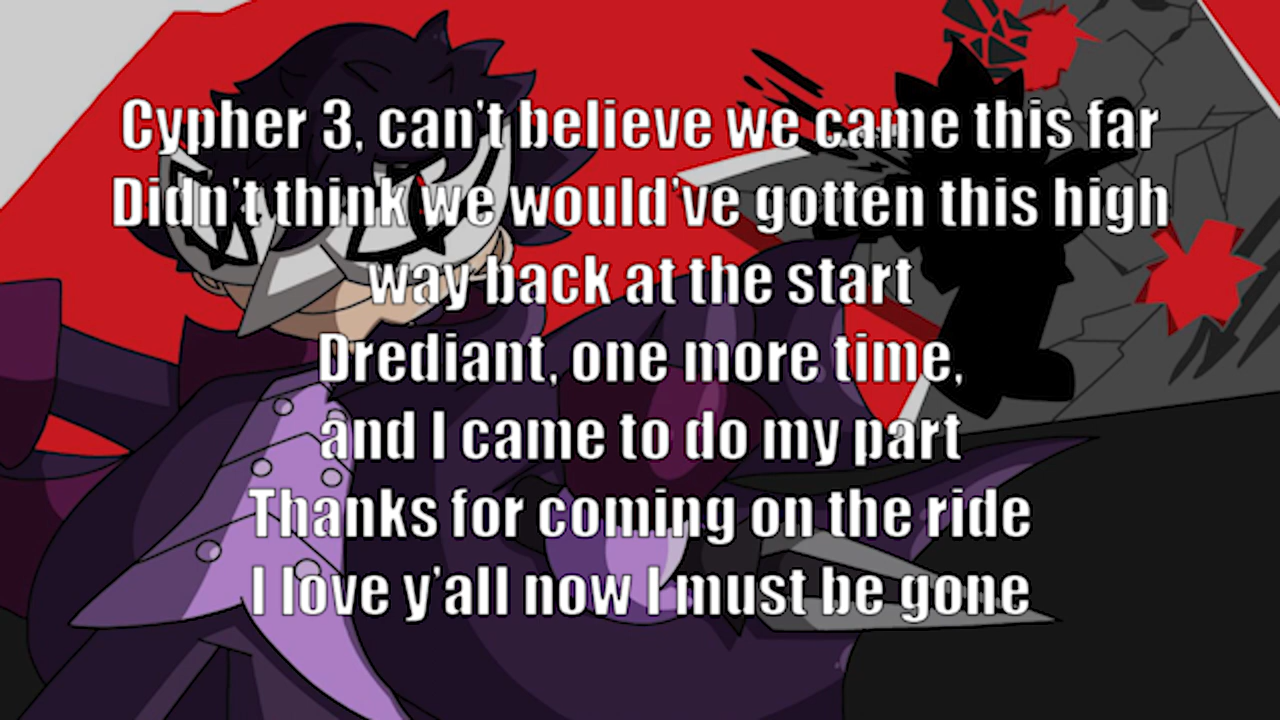 Cypher 3, can't believe we came this far
Didn't think we would've gotten this high
way back at the start
Drediant, one more time,
and I came to do my part
Thanks for coming on the ride
I love y'all now I must be gone